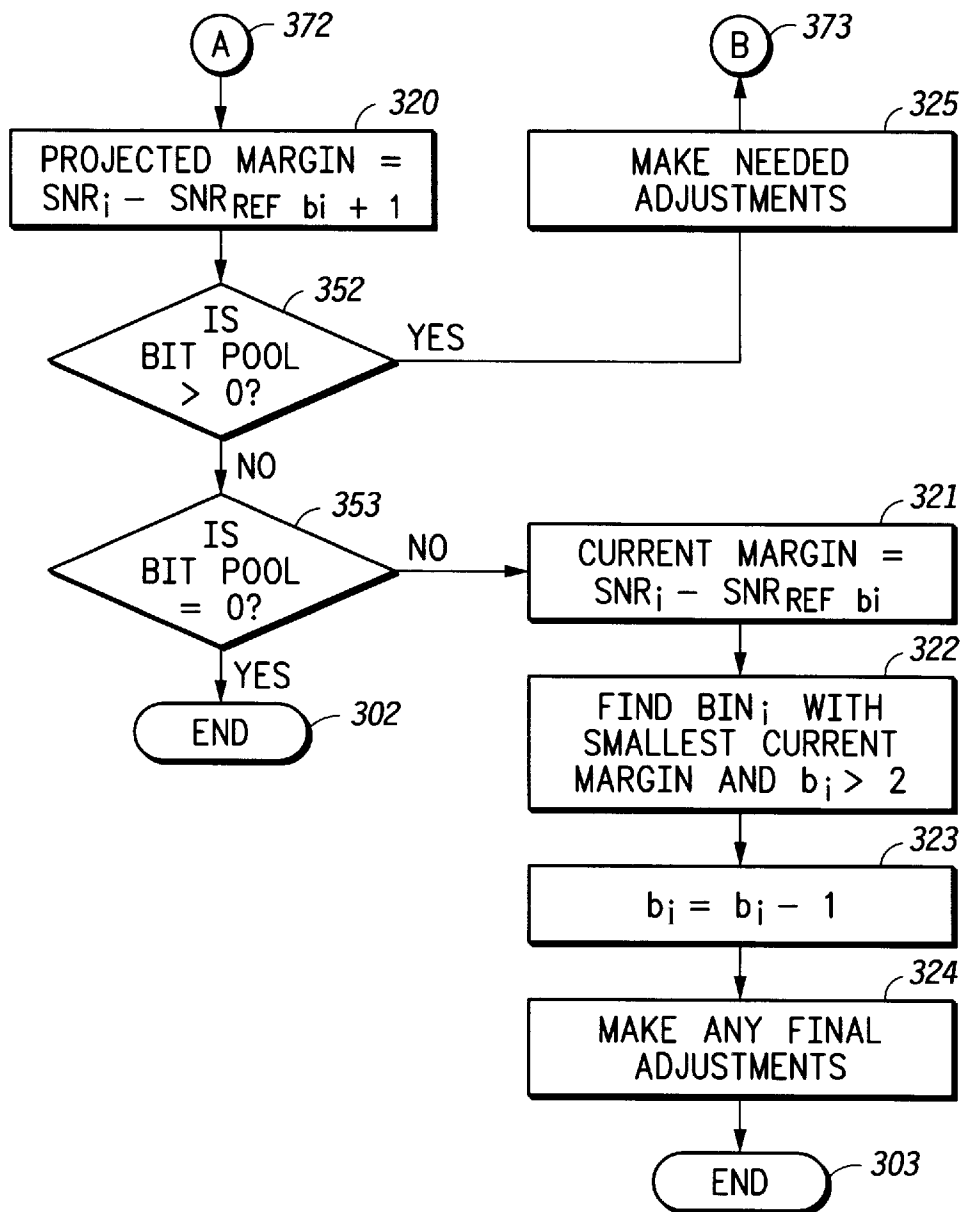 A
372
B
373
320
PROJECTED MARGIN =
SNRi - SNRREF bi + 1
325
MAKE NEEDED
ADJUSTMENTS
352
IS
BIT POOL
> 0?
YES
NO
353
IS
BIT POOL
= 0?
NO
YES
END
302
321
CURRENT MARGIN =
SNRi - SNRREF bi
322
FIND BINi WITH
SMALLEST CURRENT
MARGIN AND bi > 2
323
bi = bi - 1
324
MAKE ANY FINAL
ADJUSTMENTS
END
303